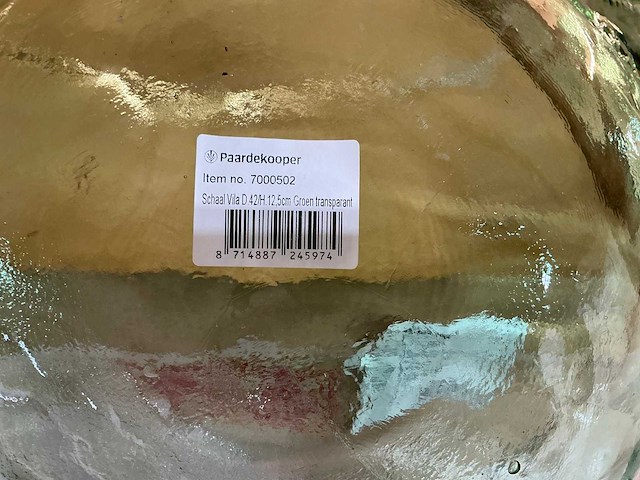 Paardekooper
Item no. 7000502
Schaal Vila D.42/H.12,5cm Groen transparant
8 714887 245974